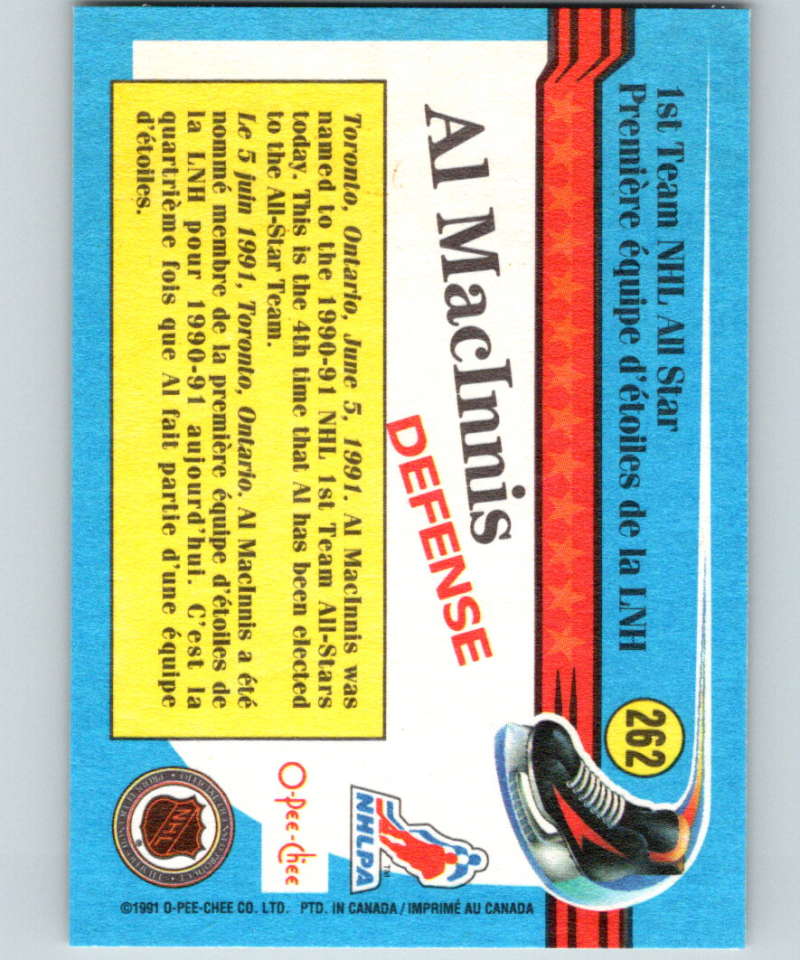 1st Team NHL All Star
Première équipe d'étoiles de la LNH
262
Al MacInnis
DEFENSE
Toronto, Ontario, June 5, 1991. Al MacInnis was
named to the 1990-91 NHL 1st Team All-Stars
today. This is the 4th time that Al has been elected
to the All-Star Team.
Le 5 juin 1991, Toronto, Ontario. Al MacInnis a été
nommé membre de la première équipe d'étoiles de
la LNH pour 1990-91 aujourd'hui. C'est la
quartrième fois que Al fait partie d'une équipe
d'étoiles.
NHLPA
TM
O-Pee-Chee
NHL
©1991 O-PEE-CHEE CO. LTD. PTD. IN CANADA / IMPRIMÉ AU CANADA